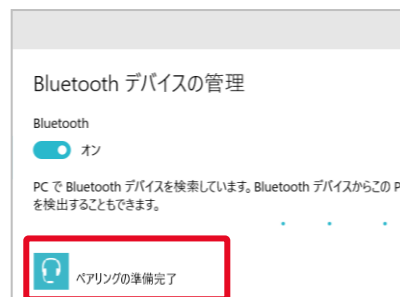 Bluetooth デバイスの管理
Bluetooth
オン
PC で Bluetooth デバイスを検索しています。Bluetooth デバイスからこの P
を検出することもできます。
ペアリングの準備完了